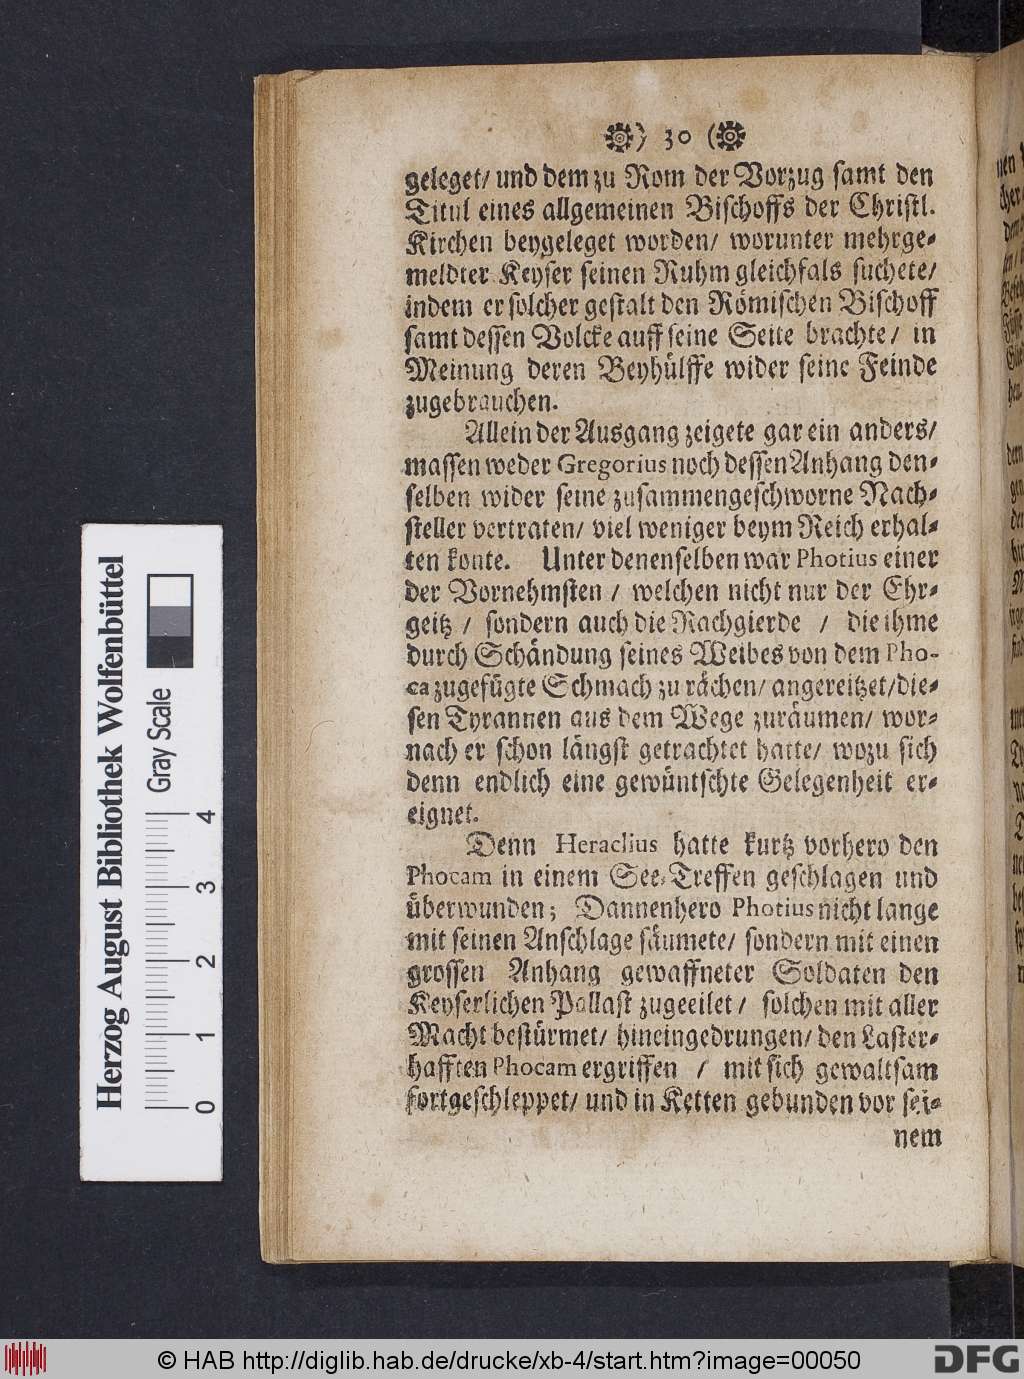 ) 30 (
geleget/ und dem zu Rom der Vorzug samt den
Titul eines allgemeinen Bischoffs der Christl.
Kirchen beygeleget worden/ worunter mehrge-
meldter Keyser seinen Ruhm gleichfals suchete/
indem er solcher gestalt den Römischen Bischoff
samt dessen Volcke auff seine Seite brachte/ in
Meinung deren Beyhülffe wider seine Feinde
zugebrauchen.
Allein der Ausgang zeigete gar ein anders/
massen weder Gregorius noch dessen Anhang den-
selben wider seine zusammengeschworne Nach-
steller vertraten/ viel weniger beym Reich erhal-
ten konte. Unter denenselben war Photius einer
der Vornehmsten / welchen nicht nur der Ehr-
geitz / sondern auch die Rachgierde / die ihme
durch Schändung seines Weibes von dem Pho-
ca zugefügte Schmach zu rächen/ angereitzet/ die-
sen Tyrannen aus dem Wege zuräumen/ wor-
nach er schon längst getrachtet hatte/ wozu sich
denn endlich eine gewüntschte Gelegenheit er-
eignet.
Denn Heraclius hatte kurtz vorhero den
Phocam in einem See-Treffen geschlagen und
überwunden; Dannenhero Photius nicht lange
mit seinen Anschlage säumete/ sondern mit einen
grossen Anhang gewaffneter Soldaten den
Keyserlichen Pallast zugeeilet/ solchen mit aller
Macht bestürmet/ hineingedrungen/ den Laster-
hafften Phocam ergriffen / mit sich gewaltsam
fortgeschleppet/ und in Ketten gebunden vor sei-
nem
Herzog August Bibliothek Wolfenbüttel
Gray Scale
0 1 2 3 4
© HAB http://diglib.hab.de/drucke/xb-4/start.htm?image=00050
DFG